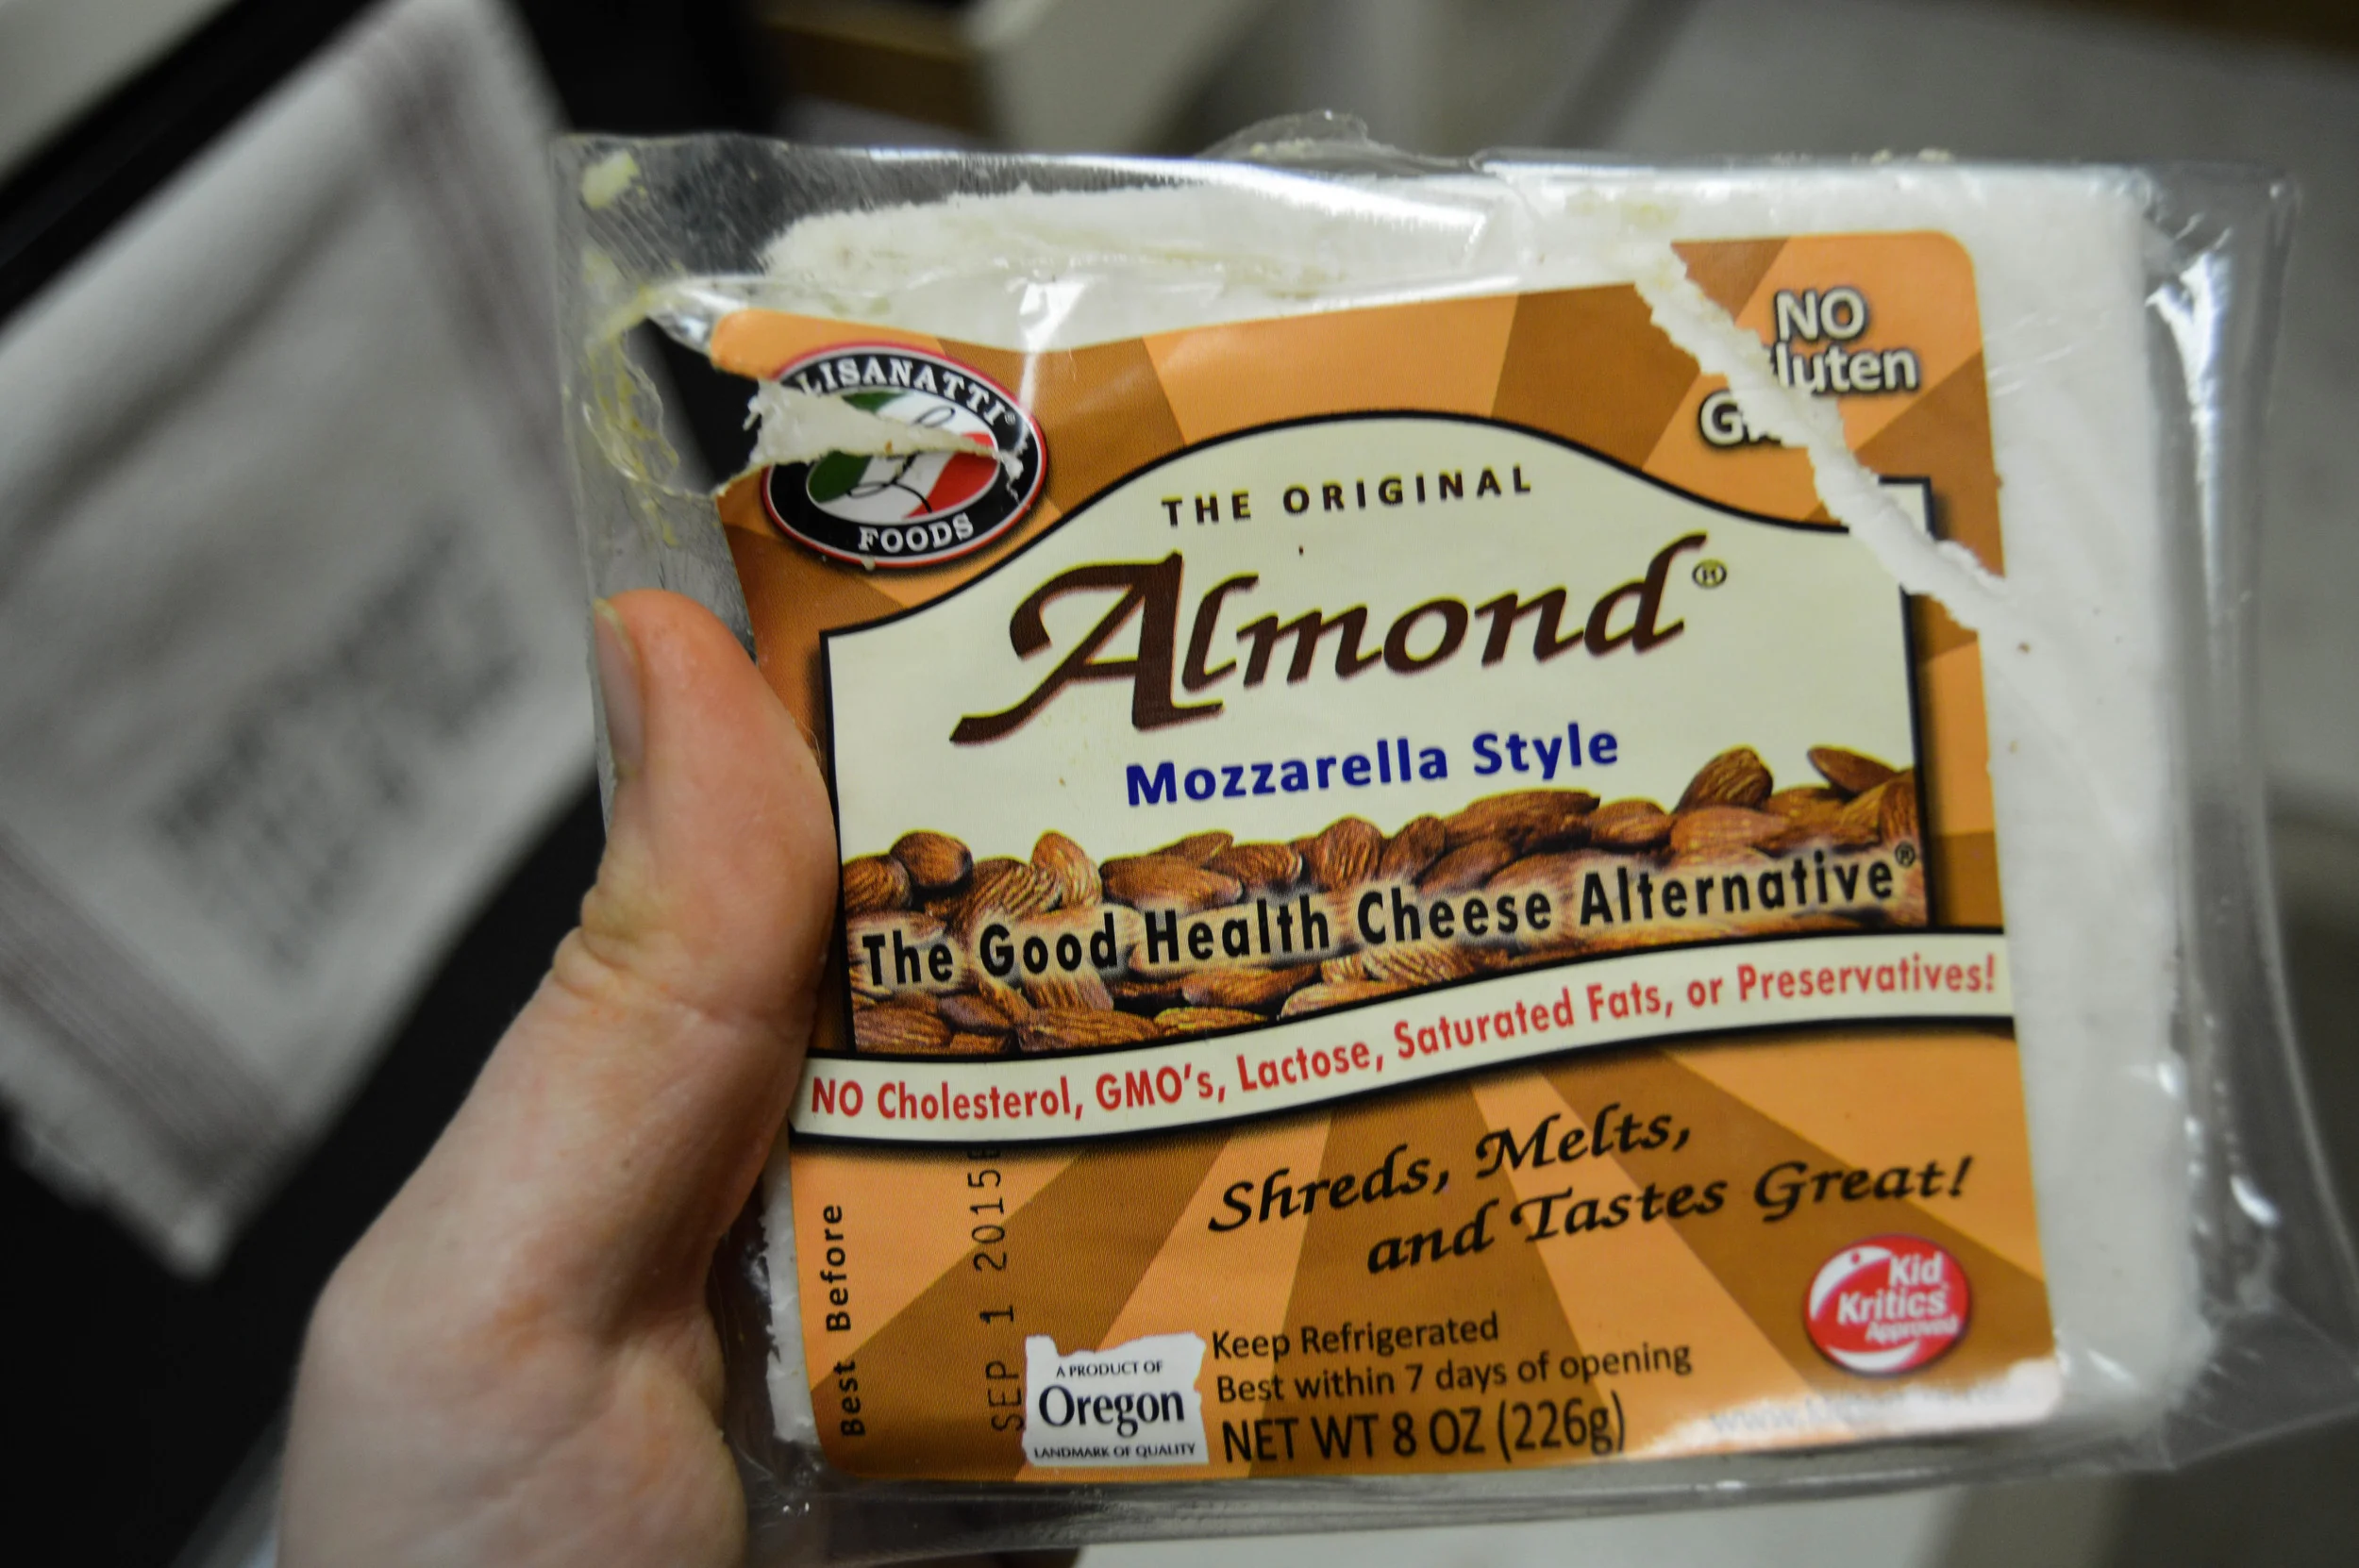 LISANATTI®
FOODS
NO
Gluten
THE ORIGINAL
Almond®
Mozzarella Style
The Good Health Cheese Alternative®
NO Cholesterol, GMO's, Lactose, Saturated Fats, or Preservatives!
Shreds, Melts,
and Tastes Great!
Best Before
SEP 1 2015
A PRODUCT OF
Oregon
LANDMARK OF QUALITY
Keep Refrigerated
Best within 7 days of opening
NET WT 8 OZ (226g)
Kid
Kritics
Approved